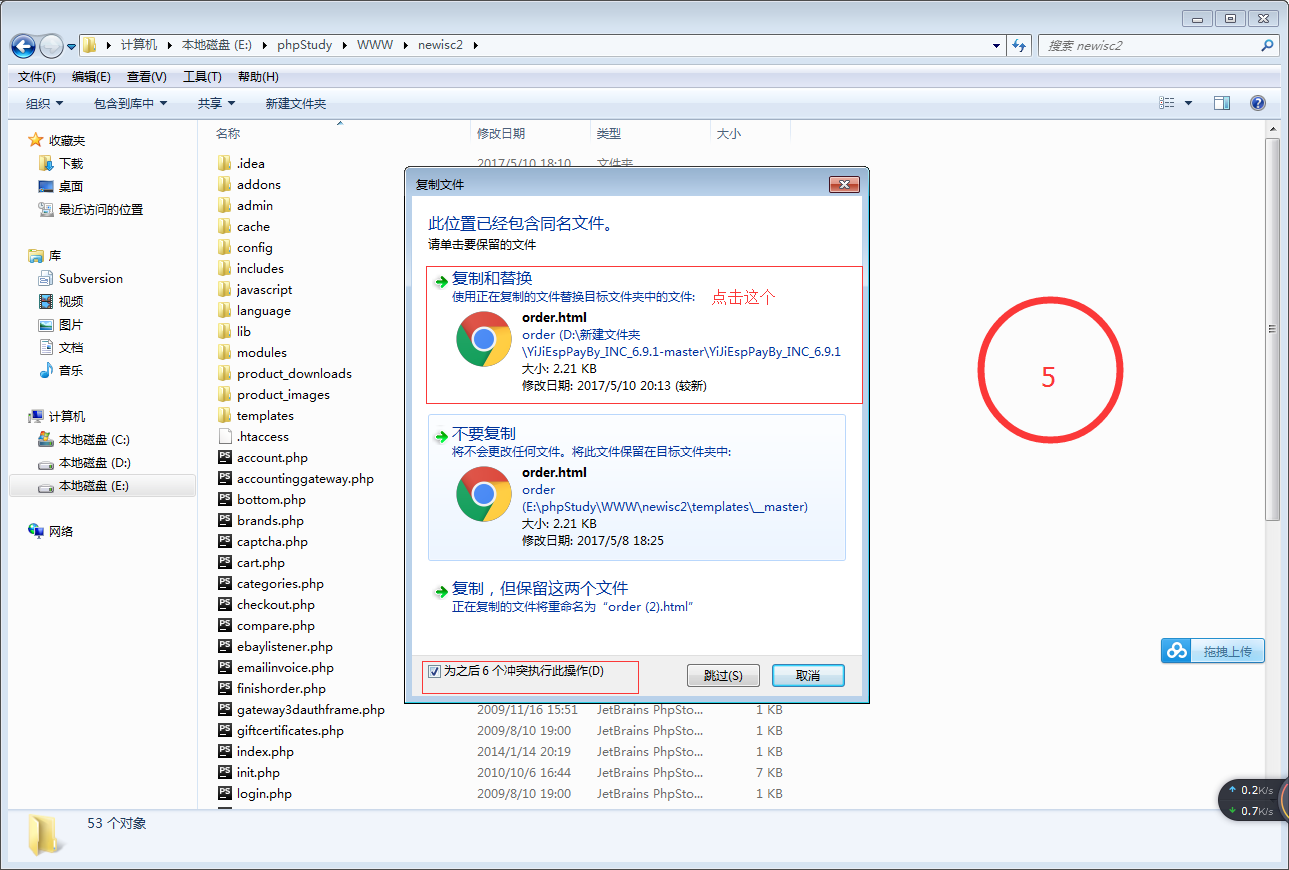 计算机 ▸ 本地磁盘 (E:) ▸ phpStudy ▸ WWW ▸ newisc2 ▸
搜索 newisc2
文件(F) 编辑(E) 查看(V) 工具(T) 帮助(H)
组织 包含到库中 共享 新建文件夹
收藏夹
下载
桌面
最近访问的位置
库
Subversion
视频
图片
文档
音乐
计算机
本地磁盘 (C:)
本地磁盘 (D:)
本地磁盘 (E:)
网络
名称 修改日期 类型 大小
.idea 2017/5/10 18:10 文件夹
addons
admin
cache
config
includes
javascript
language
lib
modules
product_downloads
product_images
templates
.htaccess
account.php
accountinggateway.php
bottom.php
brands.php
captcha.php
cart.php
categories.php
checkout.php
compare.php
ebaylistener.php
emailinvoice.php
finishorder.php
gateway3dauthframe.php 2009/11/16 15:51 JetBrains PhpSto... 1 KB
giftcertificates.php 2009/8/10 19:00 JetBrains PhpSto... 1 KB
index.php 2014/1/14 20:19 JetBrains PhpSto... 1 KB
init.php 2010/10/6 16:44 JetBrains PhpSto... 7 KB
login.php 2009/8/10 19:00 JetBrains PhpSto... 1 KB
复制文件
此位置已经包含同名文件。
请单击要保留的文件
复制和替换
使用正在复制的文件替换目标文件夹中的文件: 点击这个
order.html
order (D:\新建文件夹
\YiJiEspPayBy_INC_6.9.1-master\YiJiEspPayBy_INC_6.9.1
大小: 2.21 KB
修改日期: 2017/5/10 20:13 (较新)
不要复制
将不会更改任何文件。将此文件保留在目标文件夹中:
order.html
order
(E:\phpStudy\WWW\newisc2\templates\__master)
大小: 2.21 KB
修改日期: 2017/5/8 18:25
复制，但保留这两个文件
正在复制的文件将重命名为“order (2).html”
为之后 6 个冲突执行此操作(D)
跳过(S) 取消
5
拖拽上传
0.2K/s
0.7K/s
53 个对象